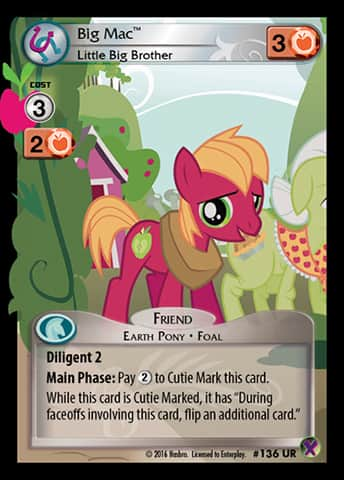 Big Mac™
Little Big Brother
3
COST
3
2
FRIEND
EARTH PONY • FOAL
Diligent 2
Main Phase: Pay 2 to Cutie Mark this card.
While this card is Cutie Marked, it has “During
faceoffs involving this card, flip an additional card.”
© 2016 Hasbro. Licensed to Enterplay. #136 UR